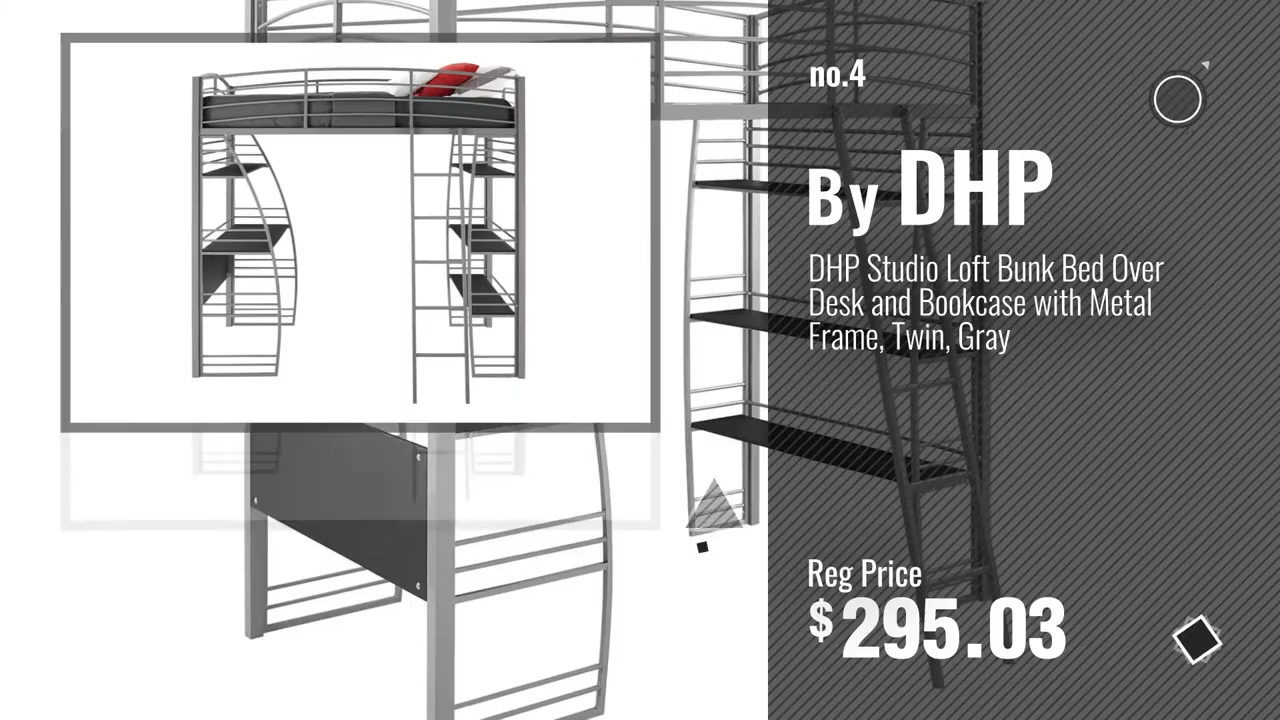 no.4
By DHP
DHP Studio Loft Bunk Bed Over
Desk and Bookcase with Metal
Frame, Twin, Gray
Reg Price
$295.03